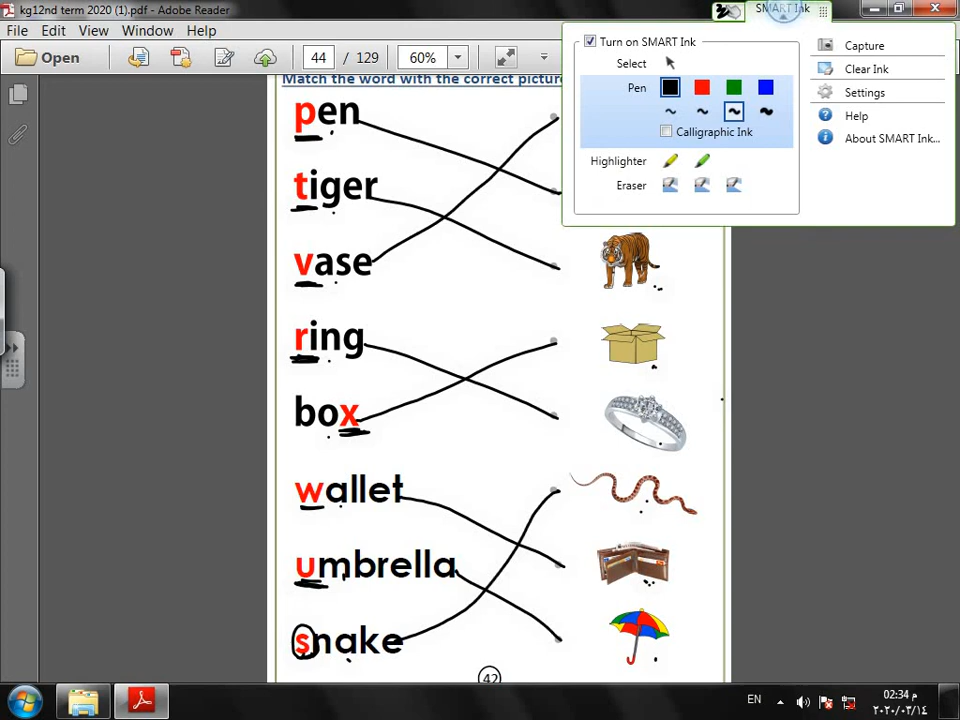 kg12nd term 2020 (1).pdf - Adobe Reader
SMART Ink
File Edit View Window Help
Open 44 / 129 60%
Turn on SMART Ink
Select
Pen
Calligraphic Ink
Highlighter
Eraser
Capture
Clear Ink
Settings
Help
About SMART Ink...
Match the word with the correct picture
pen
tiger
vase
ring
box
wallet
umbrella
snake
42
EN
02:34 م
٢٠٢٠/٠٣/١٤